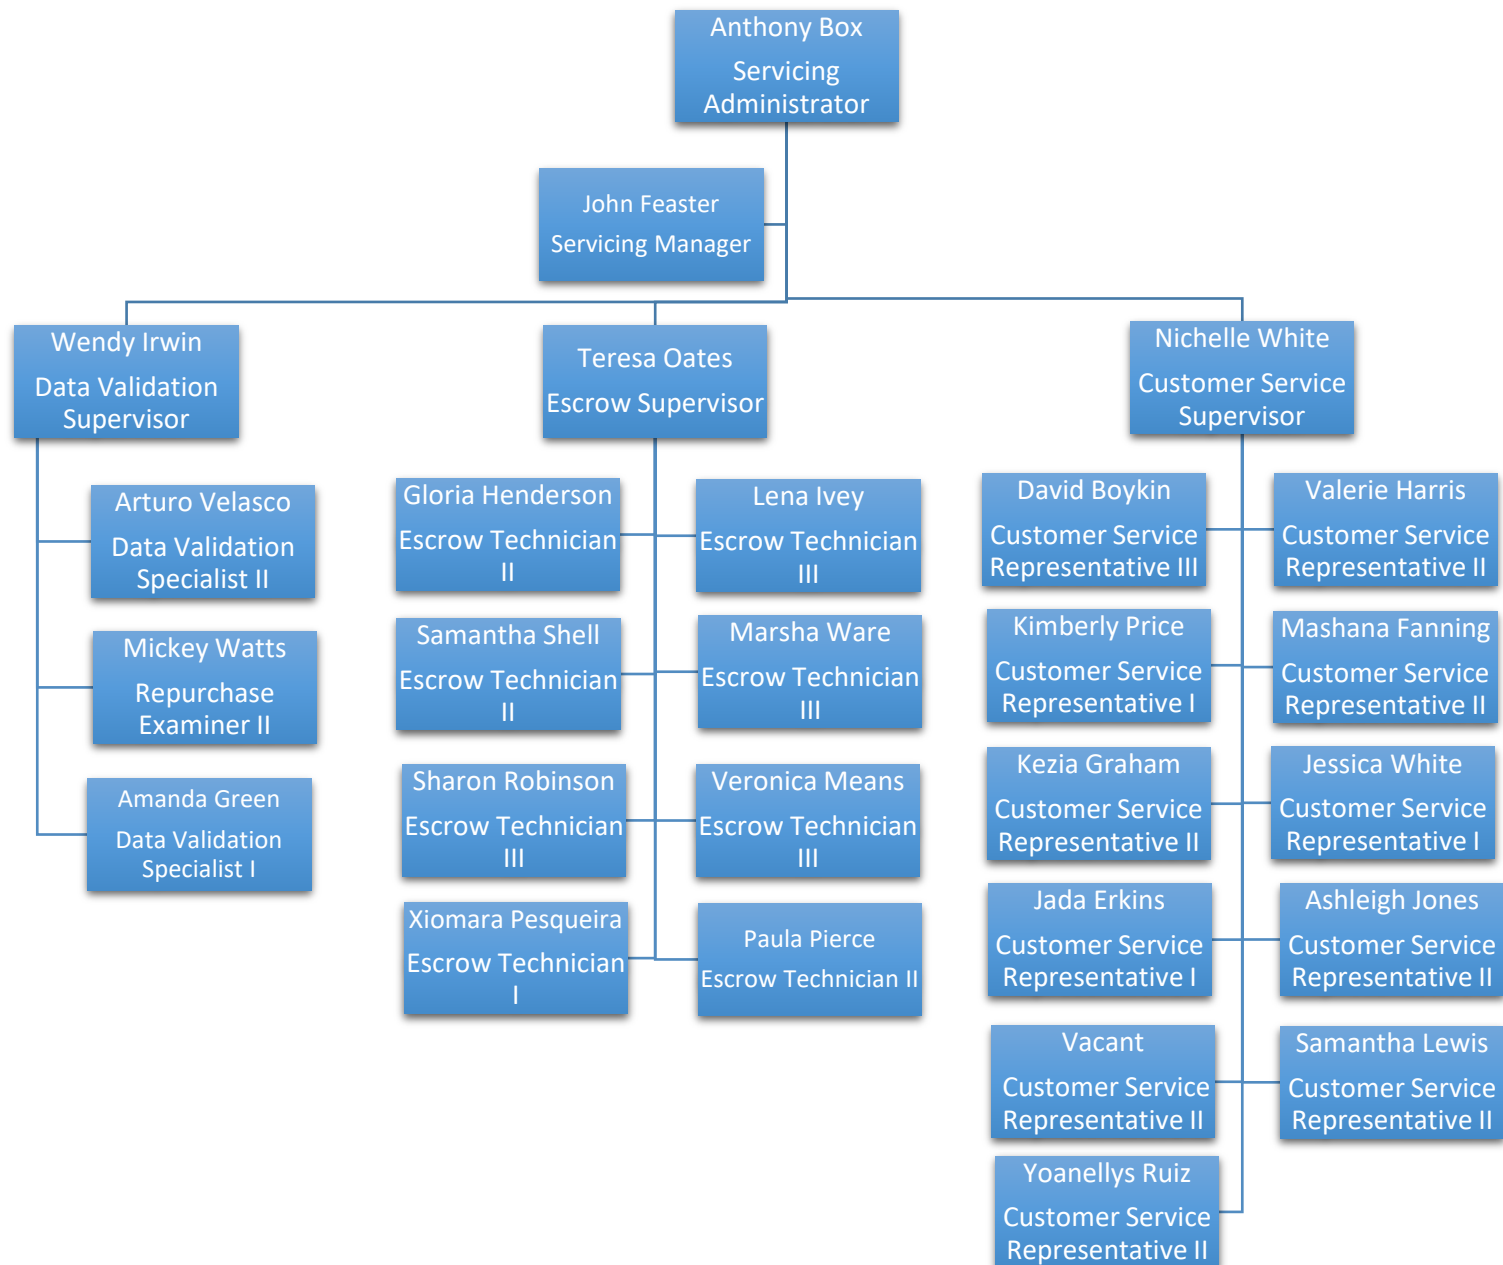 Anthony Box
Servicing
Administrator
John Feaster
Servicing Manager
Wendy Irwin
Data Validation
Supervisor
Teresa Oates
Escrow Supervisor
Nichelle White
Customer Service
Supervisor
Arturo Velasco
Data Validation
Specialist II
Mickey Watts
Repurchase
Examiner II
Amanda Green
Data Validation
Specialist I
Gloria Henderson
Escrow Technician
II
Lena Ivey
Escrow Technician
III
Samantha Shell
Escrow Technician
II
Marsha Ware
Escrow Technician
III
Sharon Robinson
Escrow Technician
III
Veronica Means
Escrow Technician
III
Xiomara Pesqueira
Escrow Technician
I
Paula Pierce
Escrow Technician II
David Boykin
Customer Service
Representative III
Valerie Harris
Customer Service
Representative II
Kimberly Price
Customer Service
Representative I
Mashana Fanning
Customer Service
Representative II
Kezia Graham
Customer Service
Representative II
Jessica White
Customer Service
Representative I
Jada Erkins
Customer Service
Representative I
Ashleigh Jones
Customer Service
Representative II
Vacant
Customer Service
Representative II
Samantha Lewis
Customer Service
Representative II
Yoanellys Ruiz
Customer Service
Representative II